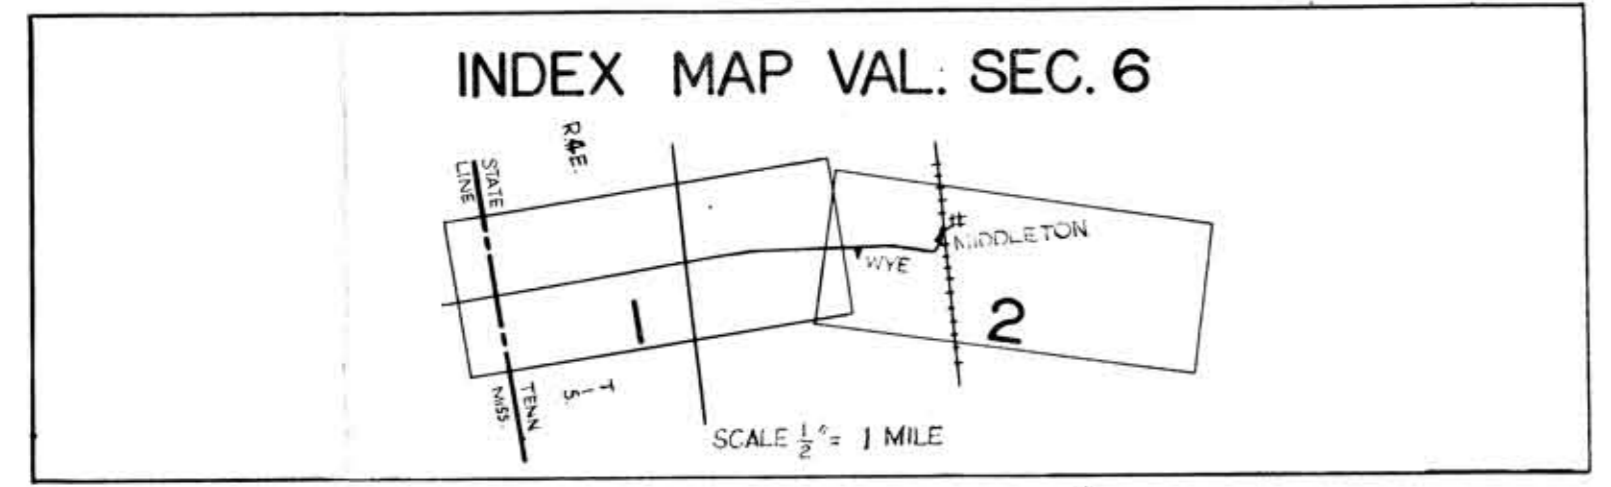 INDEX MAP VAL: SEC. 6
R.4E.
STATE
LINE
MIDDLETON
WYE
1
2
TENN
MISS.
T
1
S.
SCALE 1/2" = 1 MILE